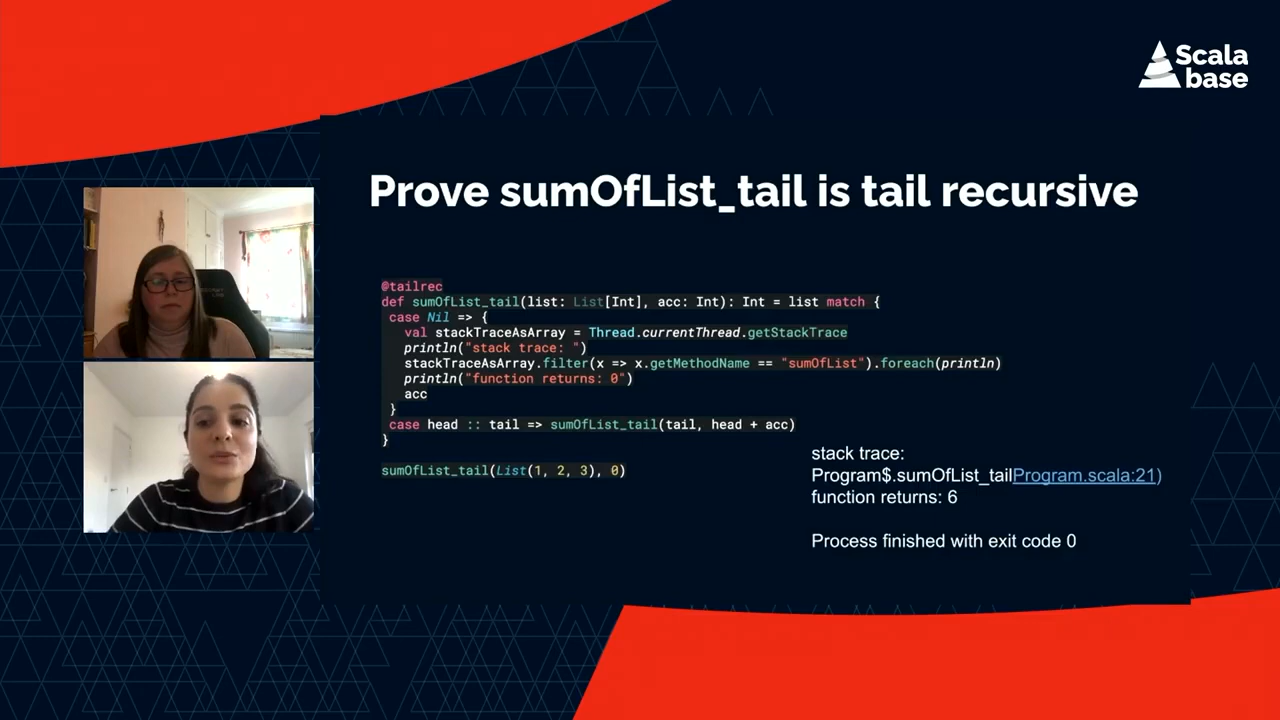 Scala
base
Prove sumOfList_tail is tail recursive
@tailrec
def sumOfList_tail(list: List[Int], acc: Int): Int = list match {
case Nil => {
val stackTraceAsArray = Thread.currentThread.getStackTrace
println("stack trace: ")
stackTraceAsArray.filter(x => x.getMethodName == "sumOfList").foreach(println)
println("function returns: 0")
acc
}
case head :: tail => sumOfList_tail(tail, head + acc)
}
sumOfList_tail(List(1, 2, 3), 0)
stack trace:
Program$.sumOfList_tailProgram.scala:21)
function returns: 6
Process finished with exit code 0